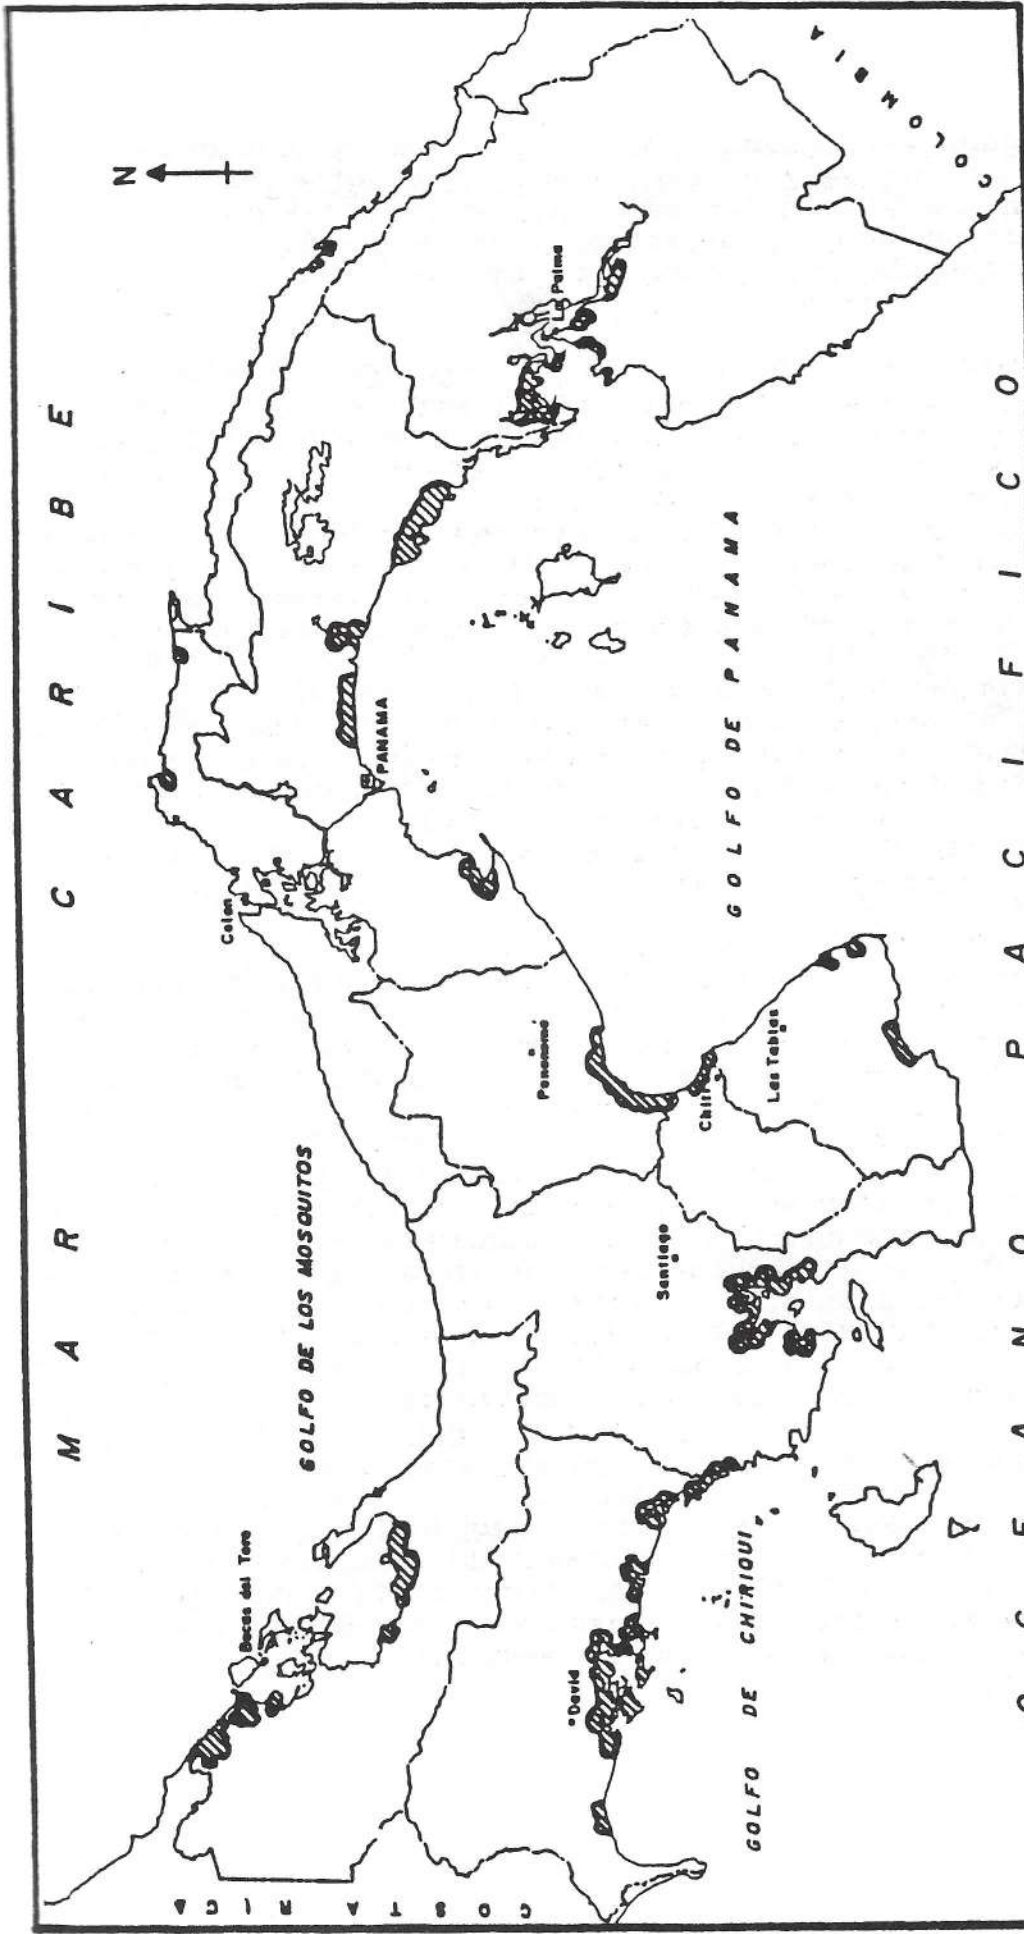 MAR CARIBE
N
COLOMBIA
COSTA RICA
Bocas del Toro
GOLFO DE LOS MOSQUITOS
Colon
PANAMA
La Palma
Penonomé
Chitré
Las Tablas
Santiago
David
GOLFO DE CHIRIQUI
GOLFO DE PANAMA
OCEANO PACIFICO